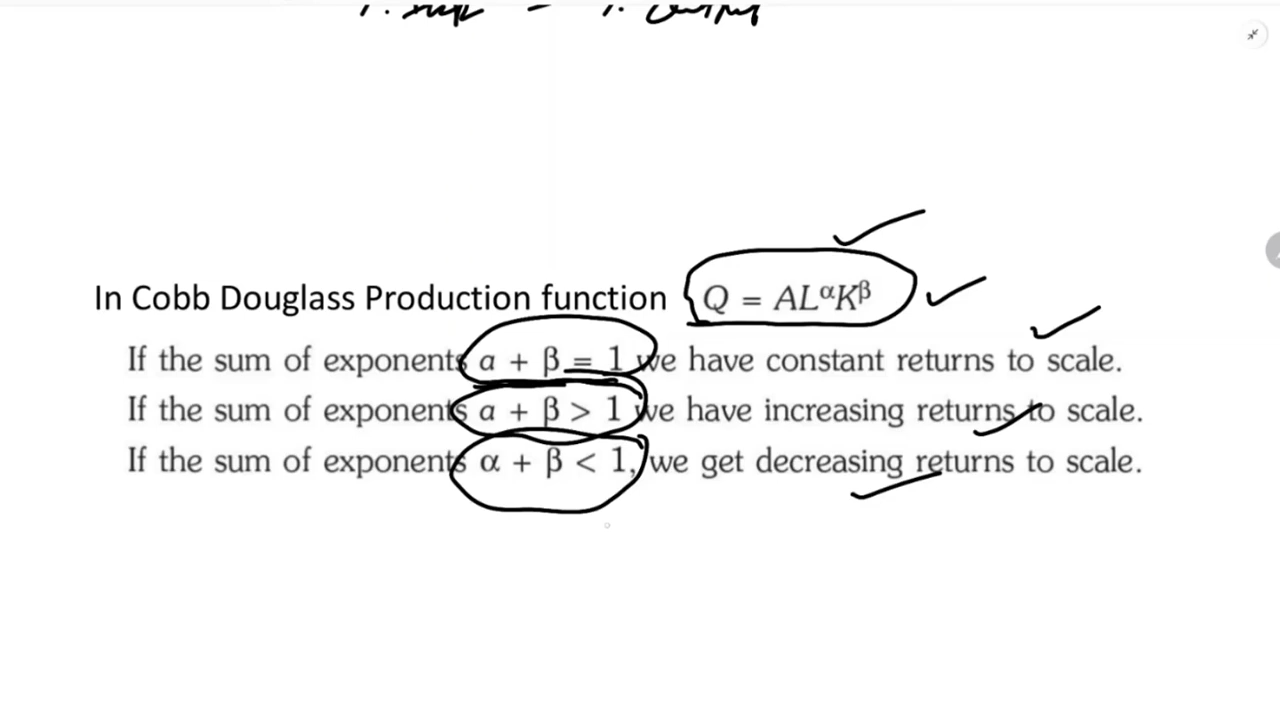 In Cobb Douglass Production function Q = AL^αK^β
If the sum of exponents α + β = 1 we have constant returns to scale.
If the sum of exponents α + β > 1 we have increasing returns to scale.
If the sum of exponents α + β < 1, we get decreasing returns to scale.